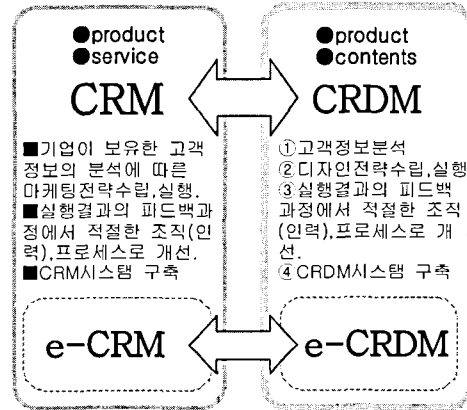 ●product
●service
CRM
■기업이 보유한 고객
정보의 분석에 따른
마케팅전략수립,실행.
■실행결과의 피드백과
정에서 적절한 조직(인
력),프로세스로 개선.
■CRM시스탬 구축
e-CRM
●product
●contents
CRDM
①고객정보분석
②디자인전략수립,실행
③실행결과의 피드백
과정에서 적절한 조직
(인력),프로세스로 개
선.
④CRDM시스탬 구축
e-CRDM